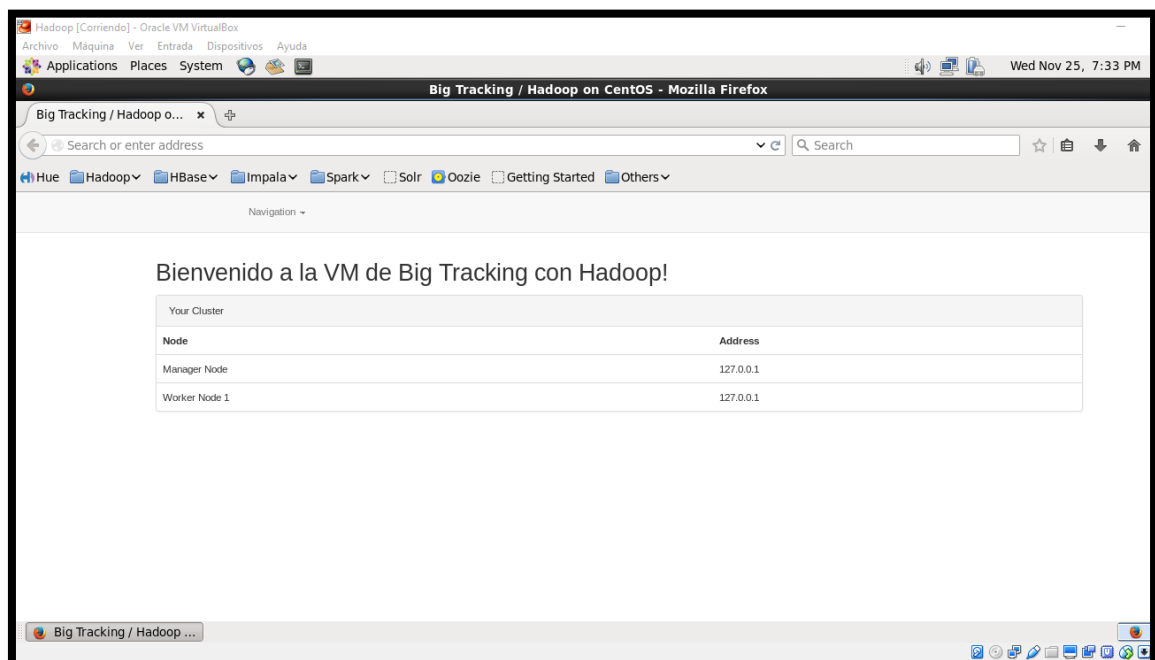 Hadoop [Corriendo] - Oracle VM VirtualBox
Archivo Máquina Ver Entrada Dispositivos Ayuda
Applications Places System Wed Nov 25, 7:33 PM
Big Tracking / Hadoop on CentOS - Mozilla Firefox
Big Tracking / Hadoop o...
Search or enter address Search
Hue Hadoop HBase Impala Spark Solr Oozie Getting Started Others
Navigation
Bienvenido a la VM de Big Tracking con Hadoop!
Your Cluster
Node Address
Manager Node 127.0.0.1
Worker Node 1 127.0.0.1
Big Tracking / Hadoop ...